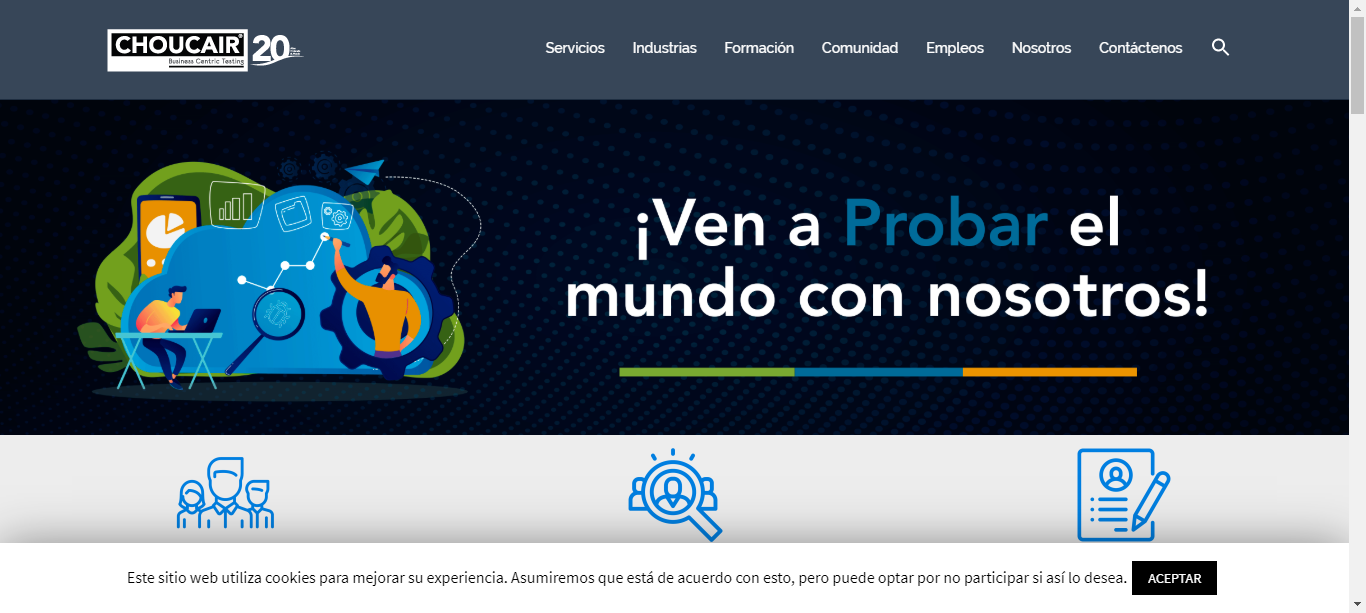 CHOUCAIR®
Business Centric Testing
20
Servicios Industrias Formación Comunidad Empleos Nosotros Contáctenos
¡Ven a Probar el
mundo con nosotros!
Este sitio web utiliza cookies para mejorar su experiencia. Asumiremos que está de acuerdo con esto, pero puede optar por no participar si así lo desea. ACEPTAR